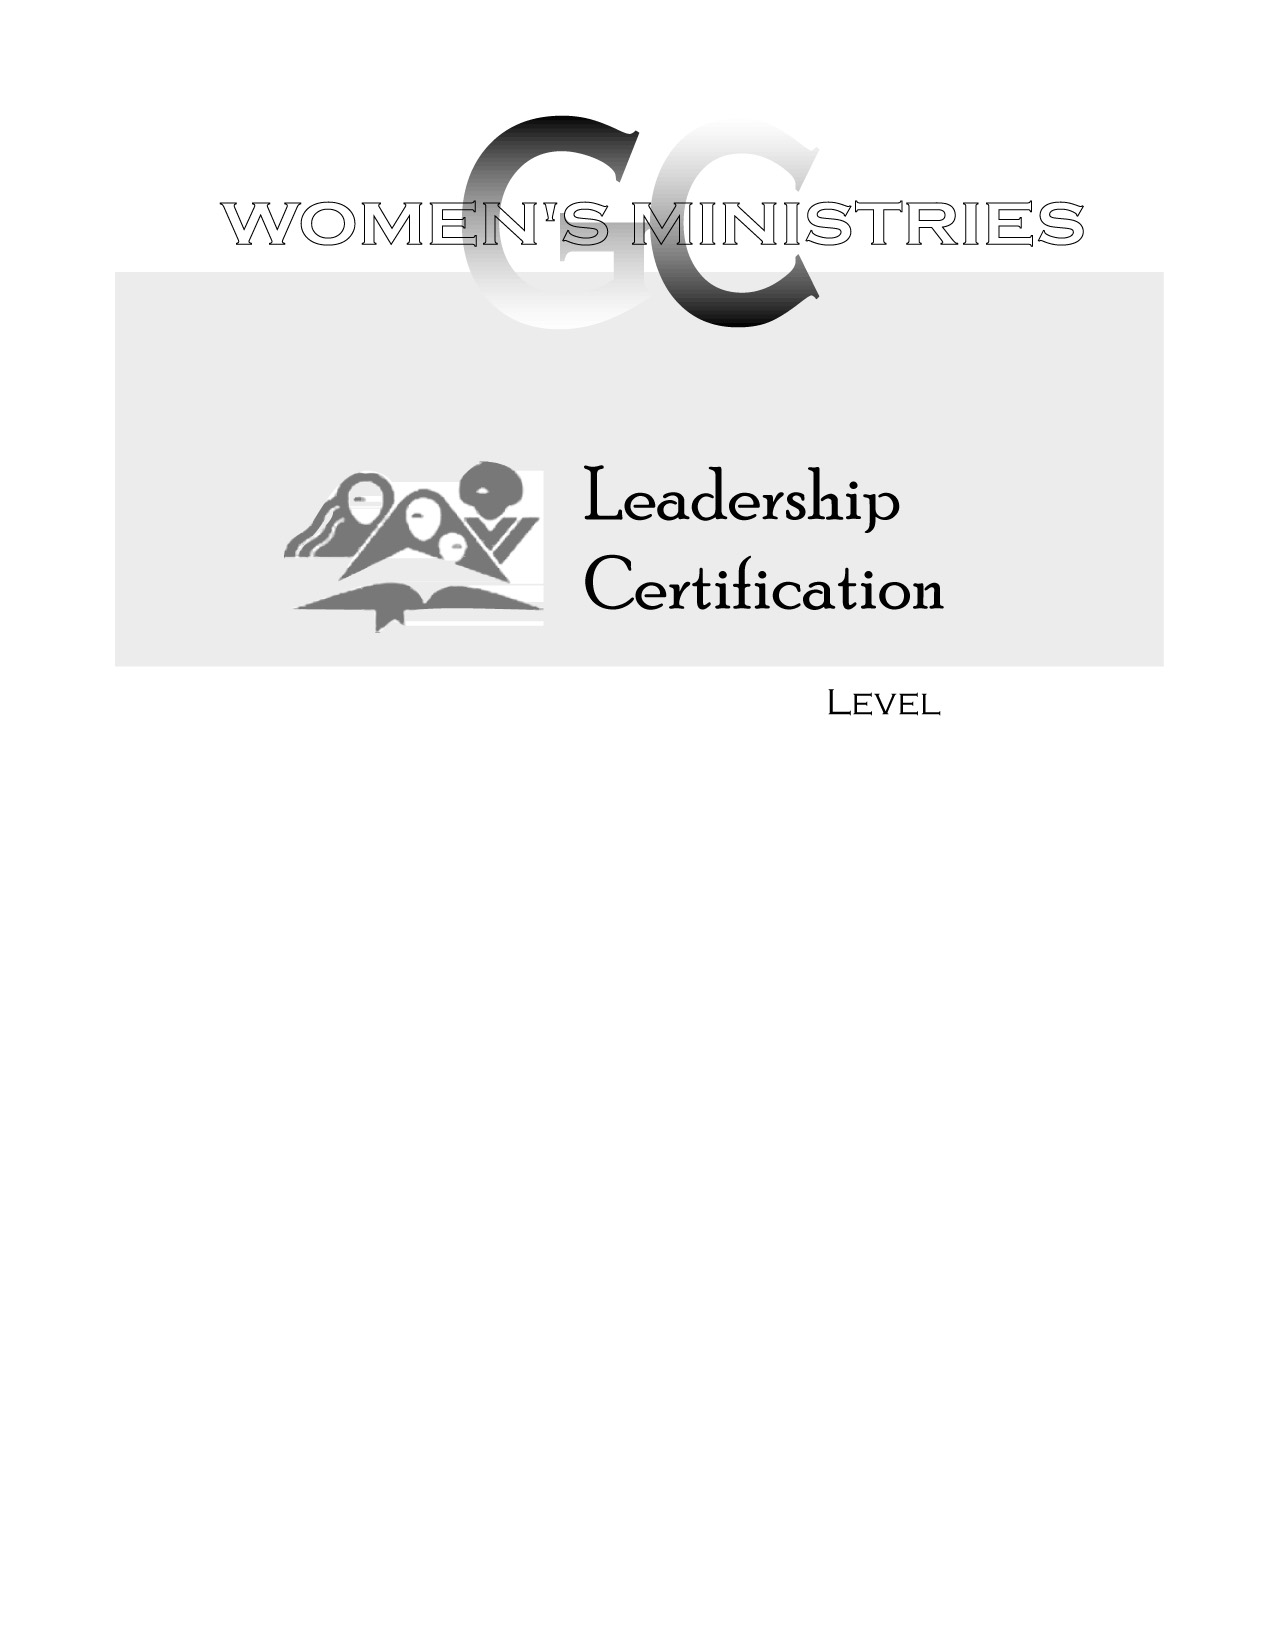 GC
WOMEN'S MINISTRIES
Leadership
Certification
LEVEL